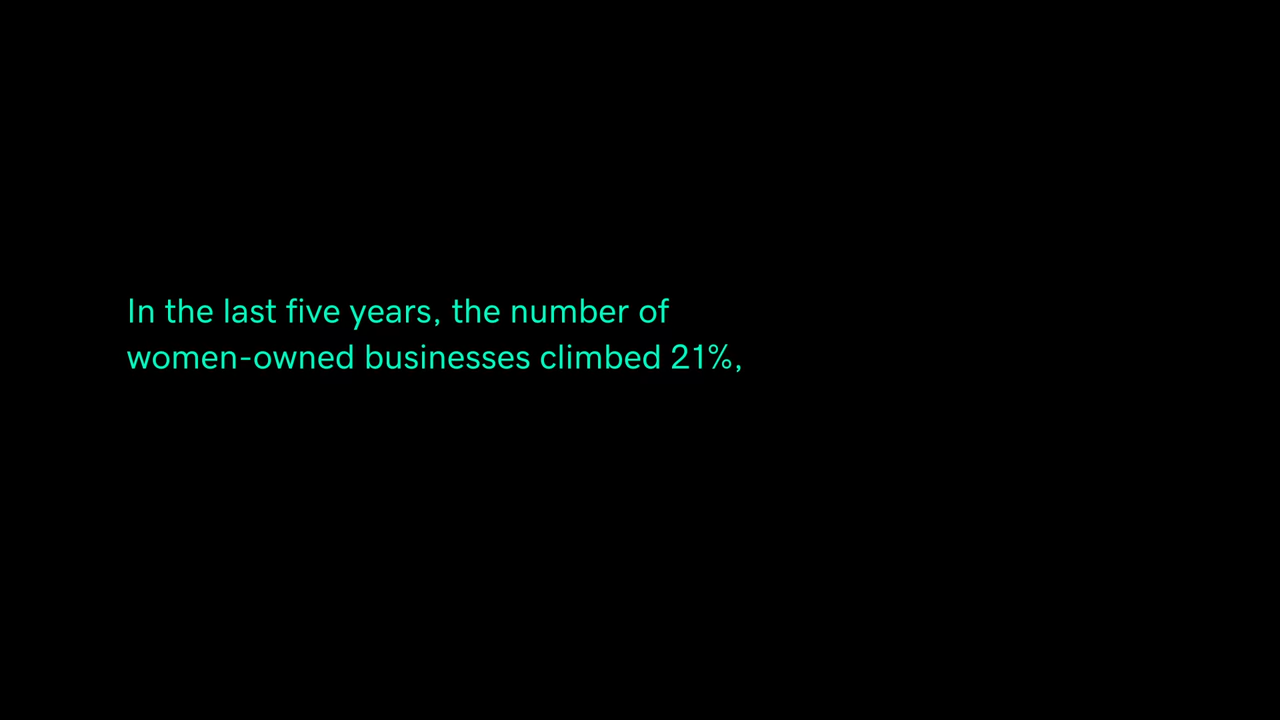 In the last five years, the number of
women-owned businesses climbed 21%,